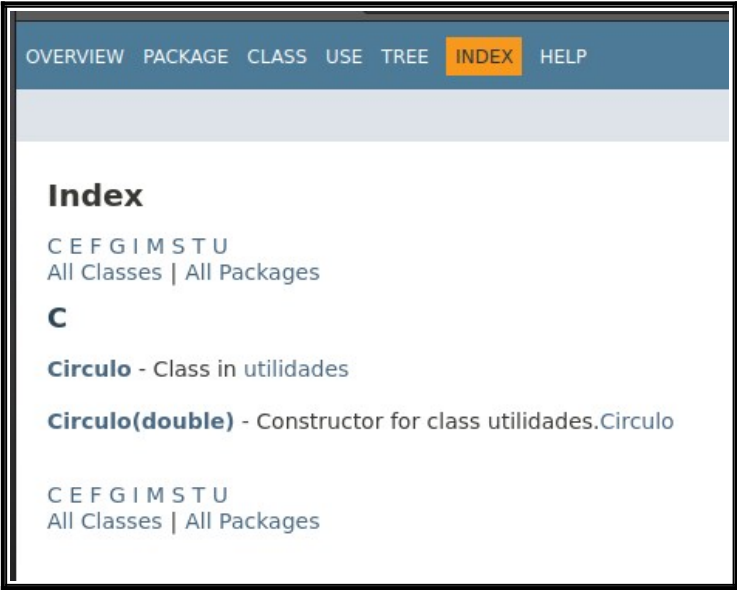 OVERVIEW PACKAGE CLASS USE TREE INDEX HELP
Index
C E F G I M S T U
All Classes | All Packages
C
Circulo - Class in utilidades
Circulo(double) - Constructor for class utilidades.Circulo
C E F G I M S T U
All Classes | All Packages